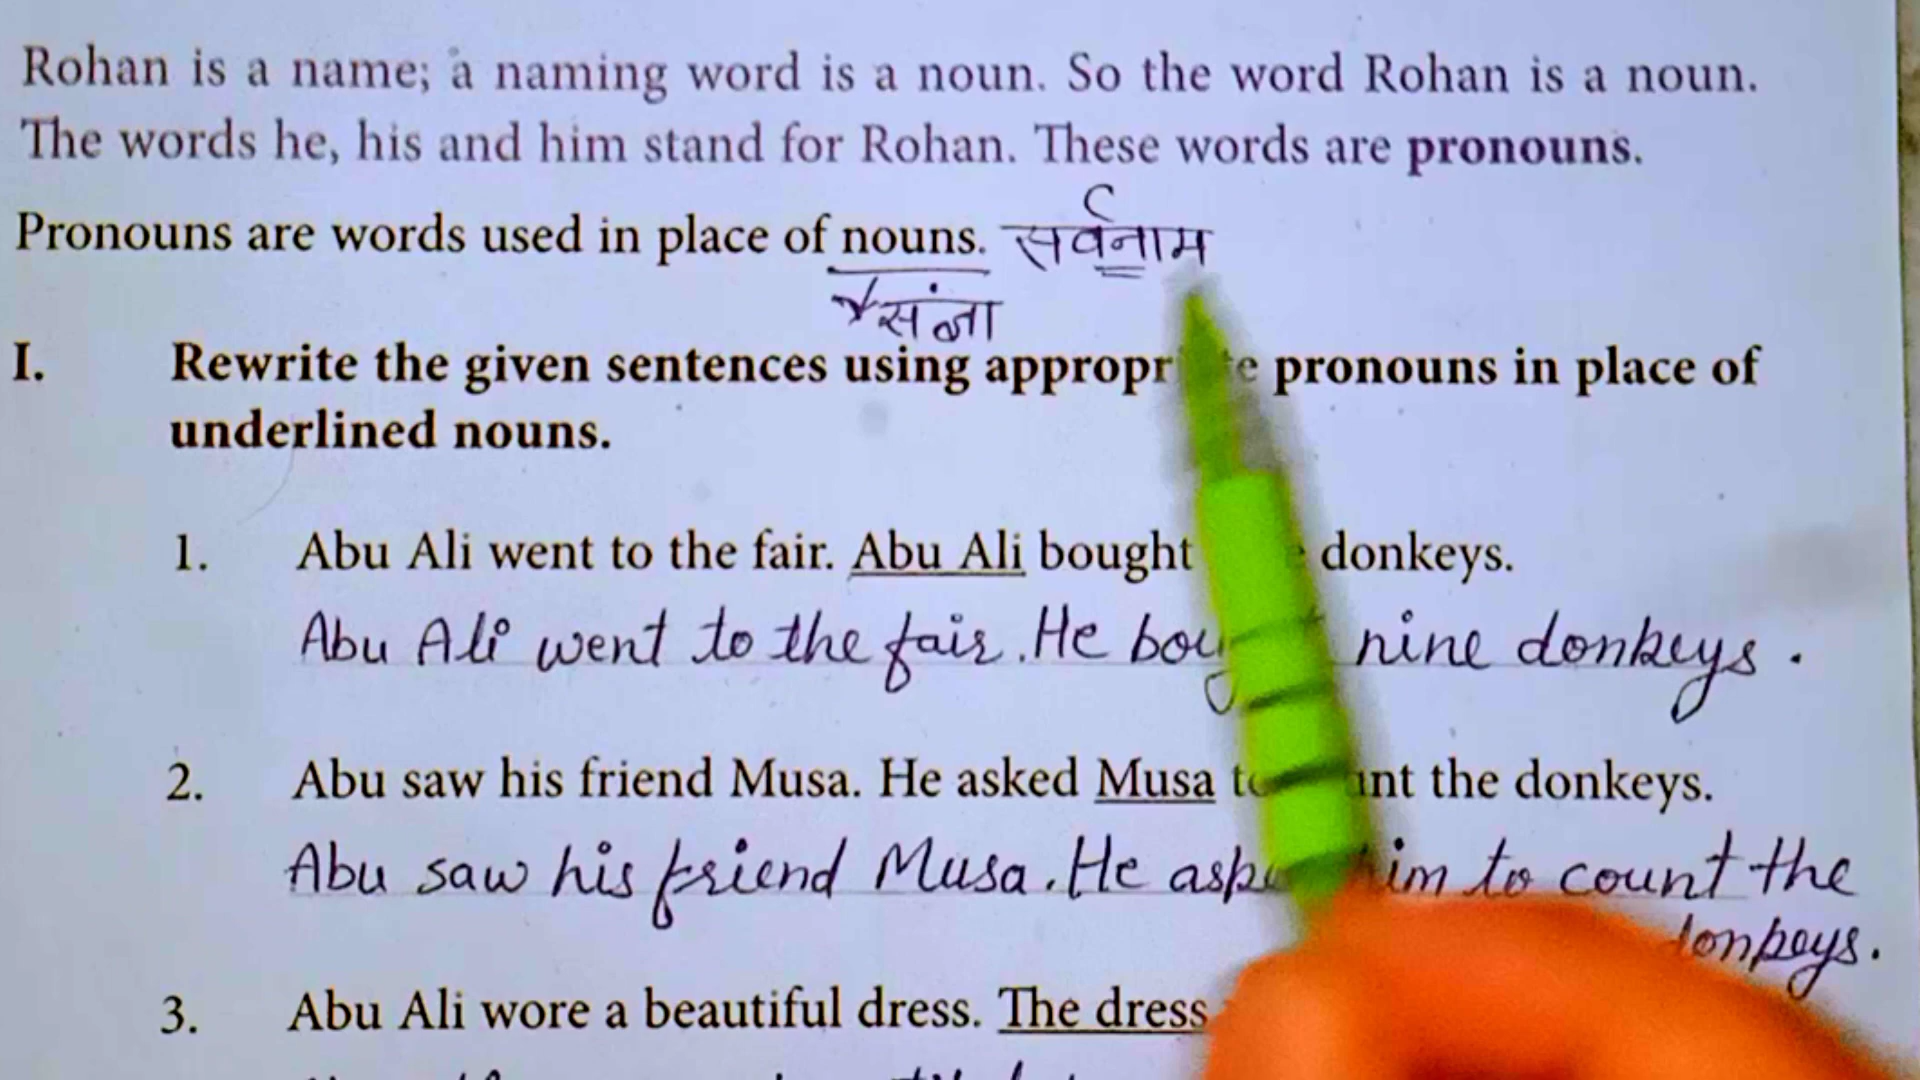 Rohan is a name; a naming word is a noun. So the word Rohan is a noun.
The words he, his and him stand for Rohan. These words are pronouns.
Pronouns are words used in place of nouns. सर्वनाम
संज्ञा
I. Rewrite the given sentences using pronouns in place of
underlined nouns.
1. Abu Ali went to the fair. Abu Ali bought donkeys.
Abu Ali went to the fair. He nine donkeys.
2. Abu saw his friend Musa. He asked Musa the donkeys.
Abu saw his friend Musa. He to count the
3. Abu Ali wore a beautiful dress. The dress